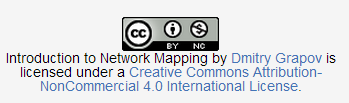 cc
BY NC
Introduction to Network Mapping by Dmitry Grapov is
licensed under a Creative Commons Attribution-
NonCommercial 4.0 International License.